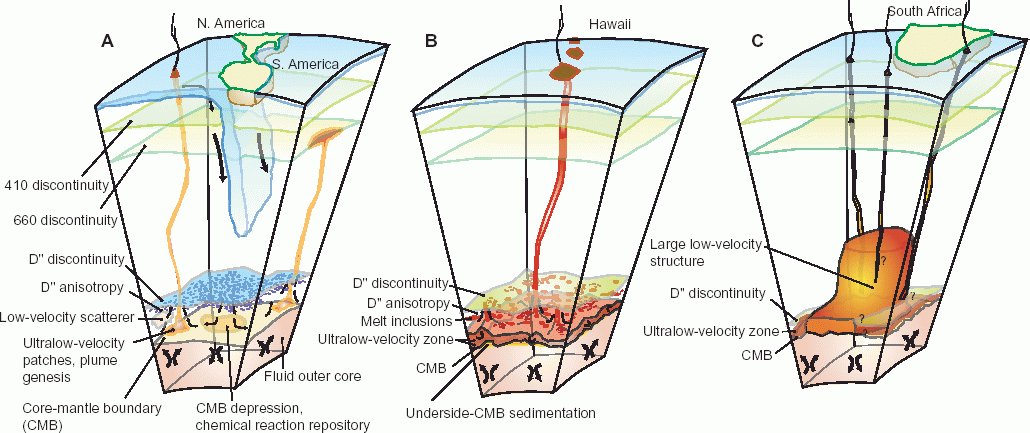 A
N. America
S. America
410 discontinuity
660 discontinuity
D" discontinuity
D" anisotropy
Low-velocity scatterer
Ultralow-velocity
patches, plume
genesis
Core-mantle boundary
(CMB)
CMB depression,
chemical reaction repository
Fluid outer core
B
Hawaii
D" discontinuity
D" anisotropy
Melt inclusions
Ultralow-velocity zone
CMB
Underside-CMB sedimentation
C
South Africa
Large low-velocity
structure
D" discontinuity
Ultralow-velocity zone
CMB
?
?
?
?